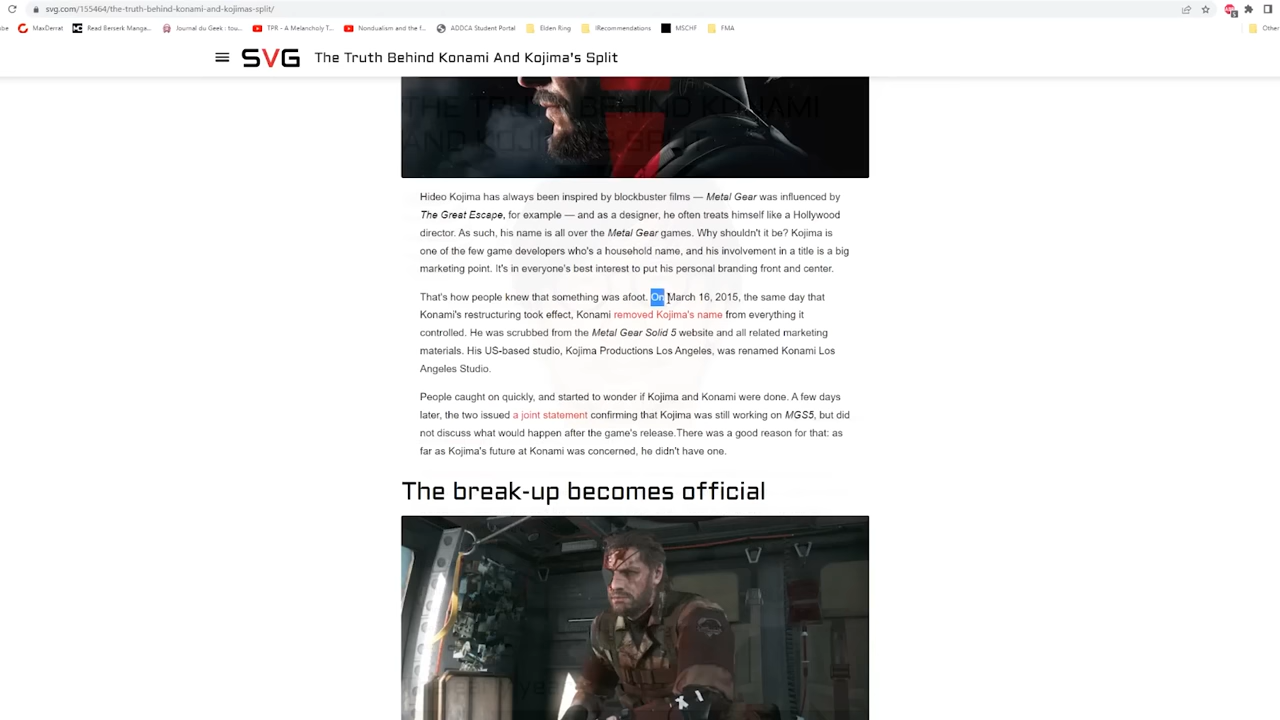 svg.com/155464/the-truth-behind-konami-and-kojimas-split/
MaxDerrat
Read Berserk Manga...
Journal du Geek : tou...
TPR - A Melancholy T...
Nondualism and the f...
ADDCA Student Portal
Elden Ring
iRecommendations
MSCHF
FMA
Other
SVG The Truth Behind Konami And Kojima's Split
THE TRUTH BEHIND KONAMI
AND KOJIMA'S SPLIT
Hideo Kojima has always been inspired by blockbuster films — Metal Gear was influenced by
The Great Escape, for example — and as a designer, he often treats himself like a Hollywood
director. As such, his name is all over the Metal Gear games. Why shouldn't it be? Kojima is
one of the few game developers who's a household name, and his involvement in a title is a big
marketing point. It's in everyone's best interest to put his personal branding front and center.
That's how people knew that something was afoot. On March 16, 2015, the same day that
Konami's restructuring took effect, Konami removed Kojima's name from everything it
controlled. He was scrubbed from the Metal Gear Solid 5 website and all related marketing
materials. His US-based studio, Kojima Productions Los Angeles, was renamed Konami Los
Angeles Studio.
People caught on quickly, and started to wonder if Kojima and Konami were done. A few days
later, the two issued a joint statement confirming that Kojima was still working on MGS5, but did
not discuss what would happen after the game's release.There was a good reason for that: as
far as Kojima's future at Konami was concerned, he didn't have one.
The break-up becomes official